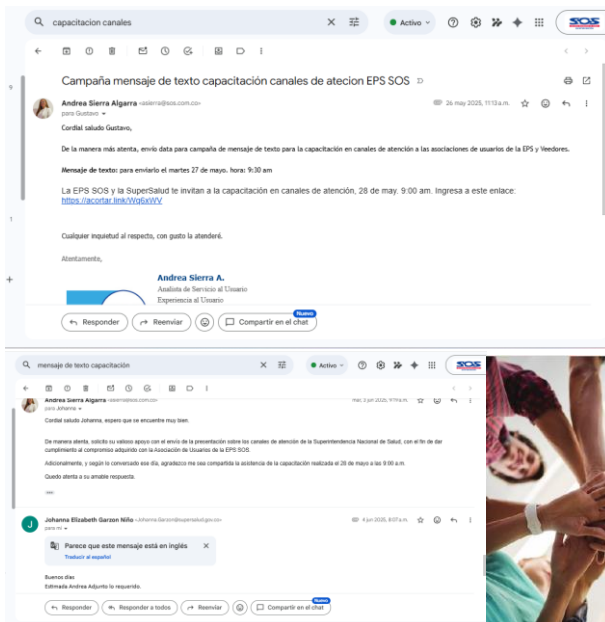 capacitacion canales
Activo
SOS
Campaña mensaje de texto capacitación canales de atecion EPS SOS
Andrea Sierra Algarra <asierra@sos.com.co>
26 may 2025, 11:13 a.m.
para Gustavo
Cordial saludo Gustavo,
De la manera más atenta, envío data para campaña de mensaje de texto para la capacitación en canales de atención a las asociaciones de usuarios de la EPS y Veedores.
Mensaje de texto: para enviarlo el martes 27 de mayo. hora: 9:30 am
La EPS SOS y la SuperSalud te invitan a la capacitación en canales de atención, 28 de may. 9:00 am. Ingresa a este enlace:
https://acortar.link/Wq6xWV
Cualquier inquietud al respecto, con gusto la atenderé.
Atentamente,
Andrea Sierra A.
Analista de Servicio al Usuario
Experiencia al Usuario
Nuevo
Responder
Reenviar
Compartir en el chat
mensaje de texto capacitación
Activo
SOS
Andrea Sierra Algarra <asierra@sos.com.co>
para Johanna
Cordial saludo Johanna, espero que se encuentre muy bien.
De manera atenta, solicito su valioso apoyo con el envío de la presentación sobre los canales de atención de la Superintendencia Nacional de Salud, con el fin de dar
cumplimiento al compromiso adquirido con la Asociación de Usuarios de la EPS SOS.
Adicionalmente, y según lo conversado ese día, agradezco me sea compartida la asistencia de la capacitación realizada el 28 de mayo a las 9:00 a.m.
Quedo atenta a su amable respuesta.
J
Johanna Elizabeth Garzon Niño <Johanna.Garzon@supersalud.gov.co>
4 jun 2025, 8:07 a.m.
para mí
Parece que este mensaje está en inglés
Traducir al español
Buenos días
Estimada Andrea Adjunto lo requerido.
Nuevo
Responder
Responder a todos
Reenviar
Compartir en el chat